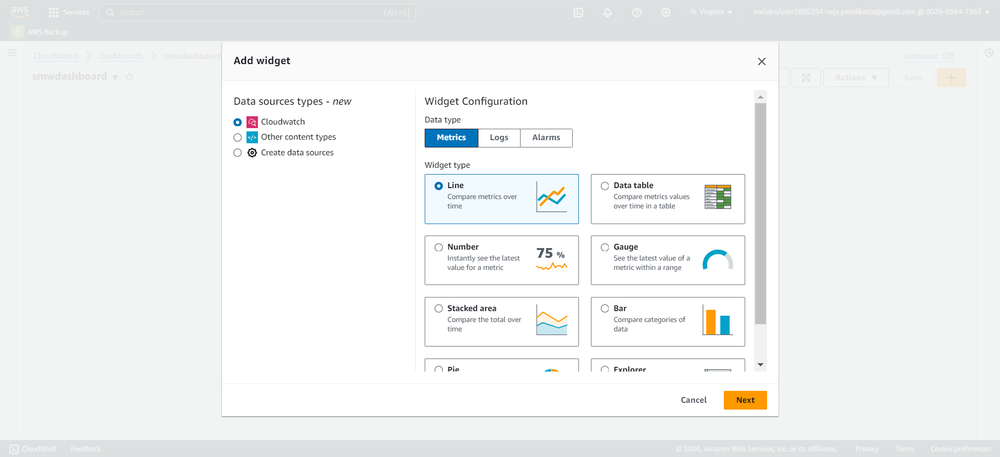 aws
Services
Search
[Alt+S]
N. Virginia
voclabs/user2865254=teja.pendikatla@gmail.com @ 0026-0584-1963
AWS Backup
CloudWatch
Dashboards
smwdashboard
Autosave: Off
smwdashboard
Actions
Save
Add widget
Data sources types - new
Cloudwatch
Other content types
Create data sources
Widget Configuration
Data type
Metrics
Logs
Alarms
Widget type
Line
Compare metrics over
time
Data table
Compare metrics values
over time in a table
Number
Instantly see the latest
value for a metric
75 %
Gauge
See the latest value of a
metric within a range
Stacked area
Compare the total over
time
Bar
Compare categories of
data
Pie
Explorer
Cancel
Next
CloudShell
Feedback
© 2024, Amazon Web Services, Inc. or its affiliates.
Privacy
Terms
Cookie preferences